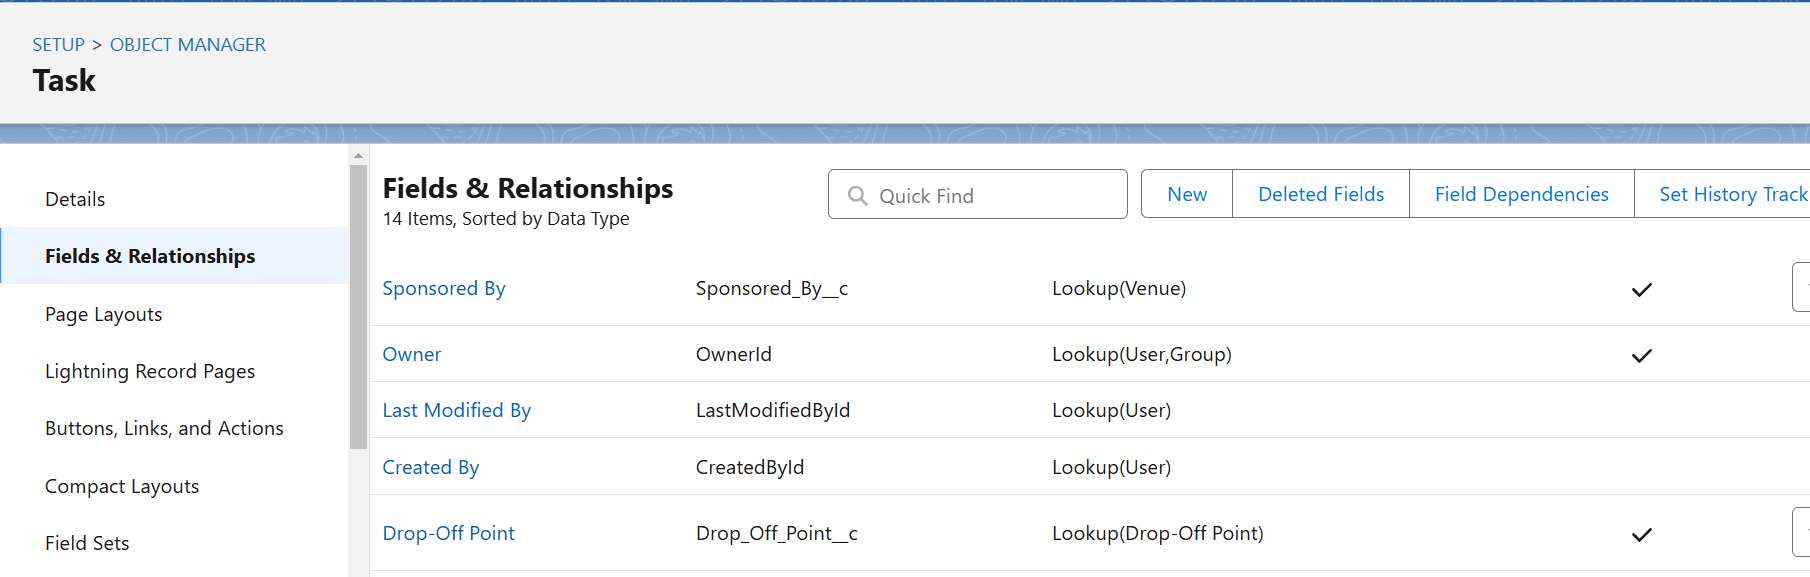 SETUP > OBJECT MANAGER
Task
Details
Fields & Relationships
Page Layouts
Lightning Record Pages
Buttons, Links, and Actions
Compact Layouts
Field Sets
Fields & Relationships
14 Items, Sorted by Data Type
Quick Find
New
Deleted Fields
Field Dependencies
Set History Track
Sponsored By Sponsored_By__c Lookup(Venue)
Owner OwnerId Lookup(User,Group)
Last Modified By LastModifiedById Lookup(User)
Created By CreatedById Lookup(User)
Drop-Off Point Drop_Off_Point__c Lookup(Drop-Off Point)